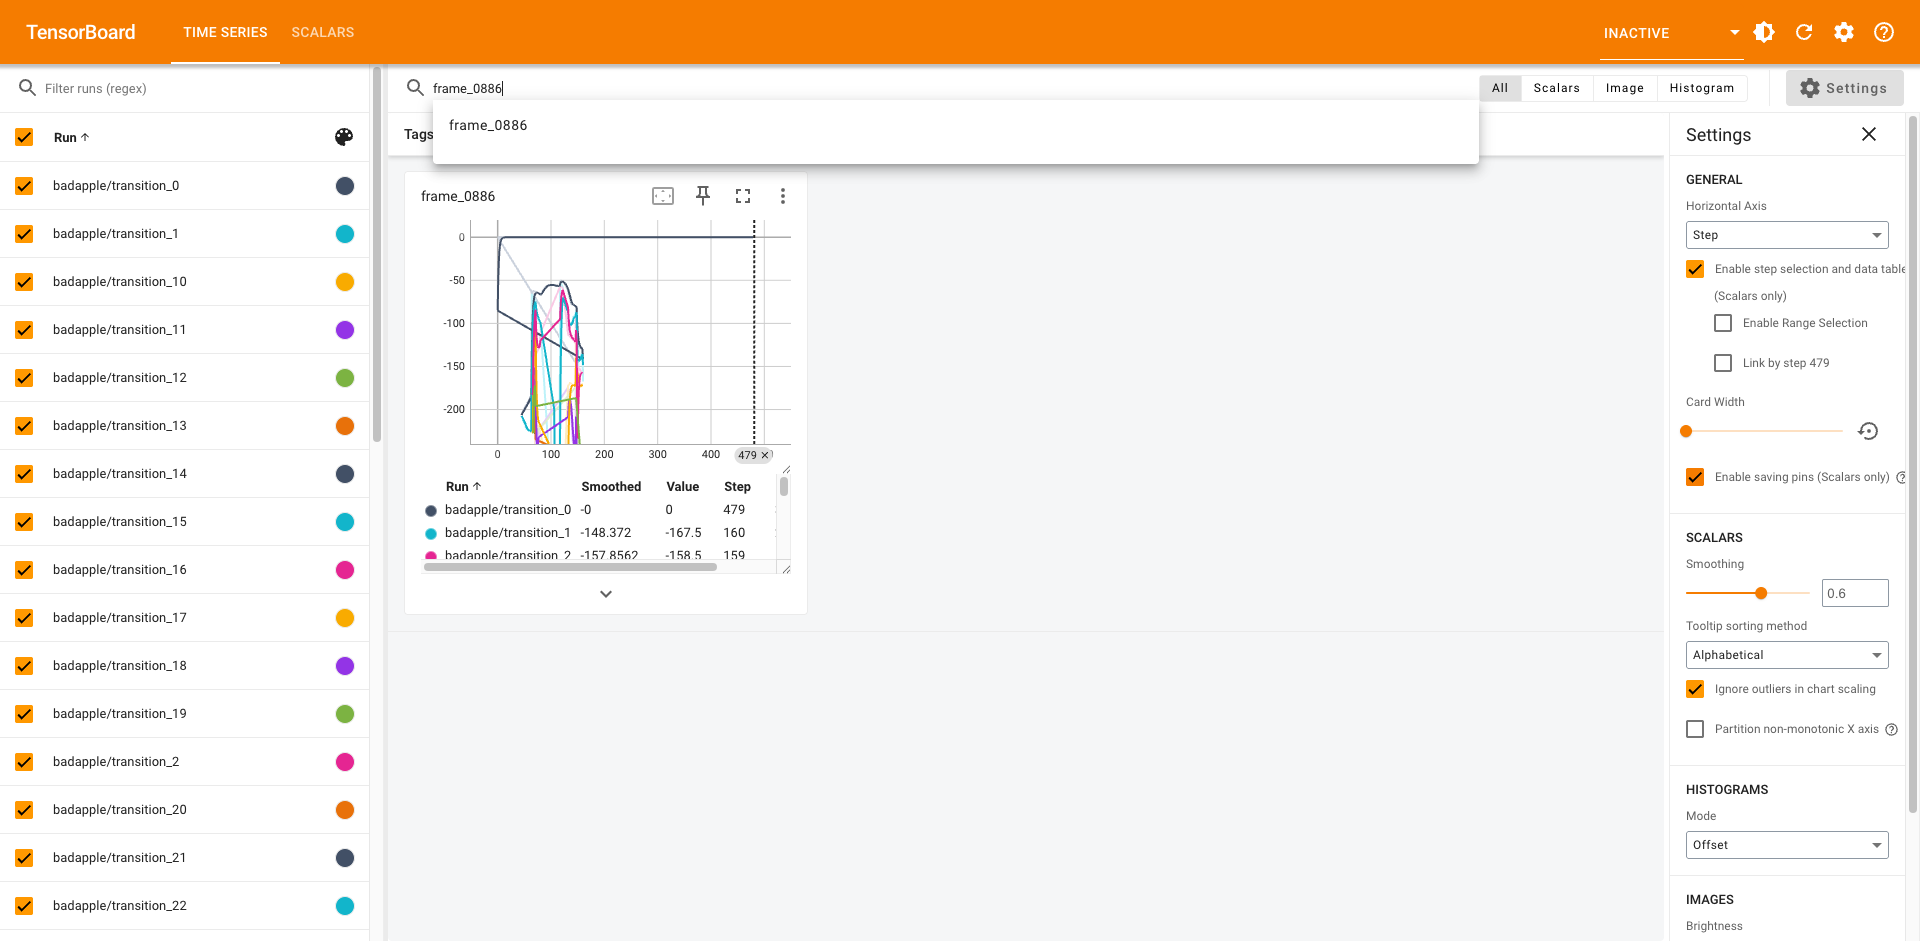 TensorBoard
TIME SERIES
SCALARS
INACTIVE
Filter runs (regex)
frame_0886
All
Scalars
Image
Histogram
Settings
frame_0886
Tags
Run
badapple/transition_0
badapple/transition_1
badapple/transition_10
badapple/transition_11
badapple/transition_12
badapple/transition_13
badapple/transition_14
badapple/transition_15
badapple/transition_16
badapple/transition_17
badapple/transition_18
badapple/transition_19
badapple/transition_2
badapple/transition_20
badapple/transition_21
badapple/transition_22
frame_0886
0
-50
-100
-150
-200
0 100 200 300 400 479
Run Smoothed Value Step
badapple/transition_0 -0 0 479
badapple/transition_1 -148.372 -167.5 160
badapple/transition_2 -157.8562 -158.5 159
Settings
GENERAL
Horizontal Axis
Step
Enable step selection and data table
(Scalars only)
Enable Range Selection
Link by step 479
Card Width
Enable saving pins (Scalars only)
SCALARS
Smoothing
0.6
Tooltip sorting method
Alphabetical
Ignore outliers in chart scaling
Partition non-monotonic X axis
HISTOGRAMS
Mode
Offset
IMAGES
Brightness